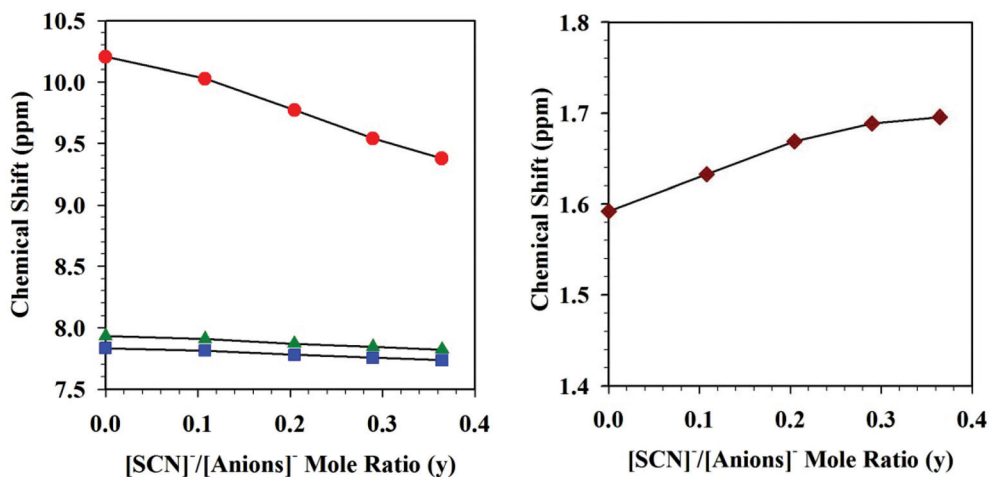 Chemical Shift (ppm)
10.5
10.0
9.5
9.0
8.5
8.0
7.5
0.0 0.1 0.2 0.3 0.4
[SCN]⁻/[Anions]⁻ Mole Ratio (y)
Chemical Shift (ppm)
1.8
1.7
1.6
1.5
1.4
0.0 0.1 0.2 0.3 0.4
[SCN]⁻/[Anions]⁻ Mole Ratio (y)